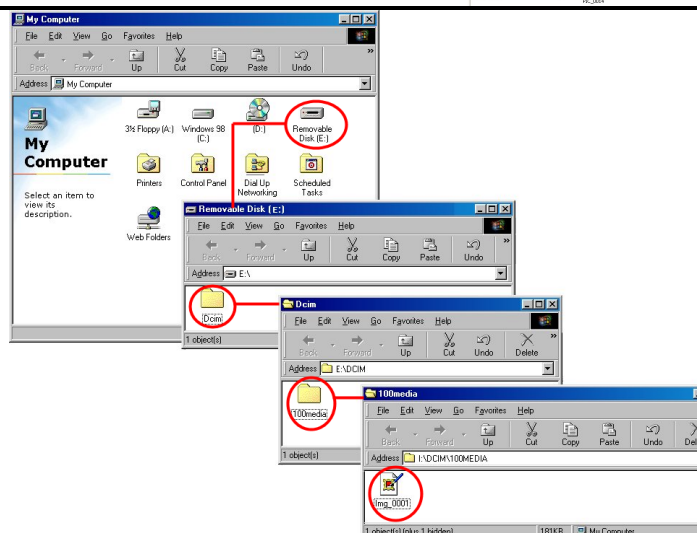 My Computer
File Edit View Go Favorites Help
Back Forward Up Cut Copy Paste Undo »
Address My Computer
My
Computer
Select an item to
view its
description.
3½ Floppy (A:) Windows 98
(C:) (D:) Removable
Disk (E:)
Printers Control Panel Dial Up
Networking Scheduled
Tasks
Web Folders
Removable Disk (E:)
File Edit View Go Favorites Help
Back Forward Up Cut Copy Paste Undo »
Address E:\
Dcim
1 object(s)
Dcim
File Edit View Go Favorites Help
Back Forward Up Cut Undo Delete »
Address E:\DCIM
100media
1 object(s)
100media
File Edit View Go Favorites Help
Back Forward Up Cut Copy Paste Undo Del
Address I:\DCIM\100MEDIA
Img_0001
1 object(s) (plus 1 hidden) 181KB My Computer